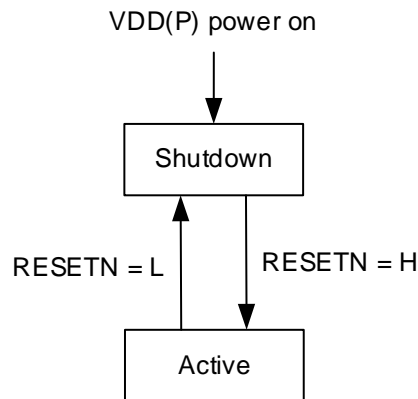 VDD(P) power on
Shutdown
RESETN = L
RESETN = H
Active